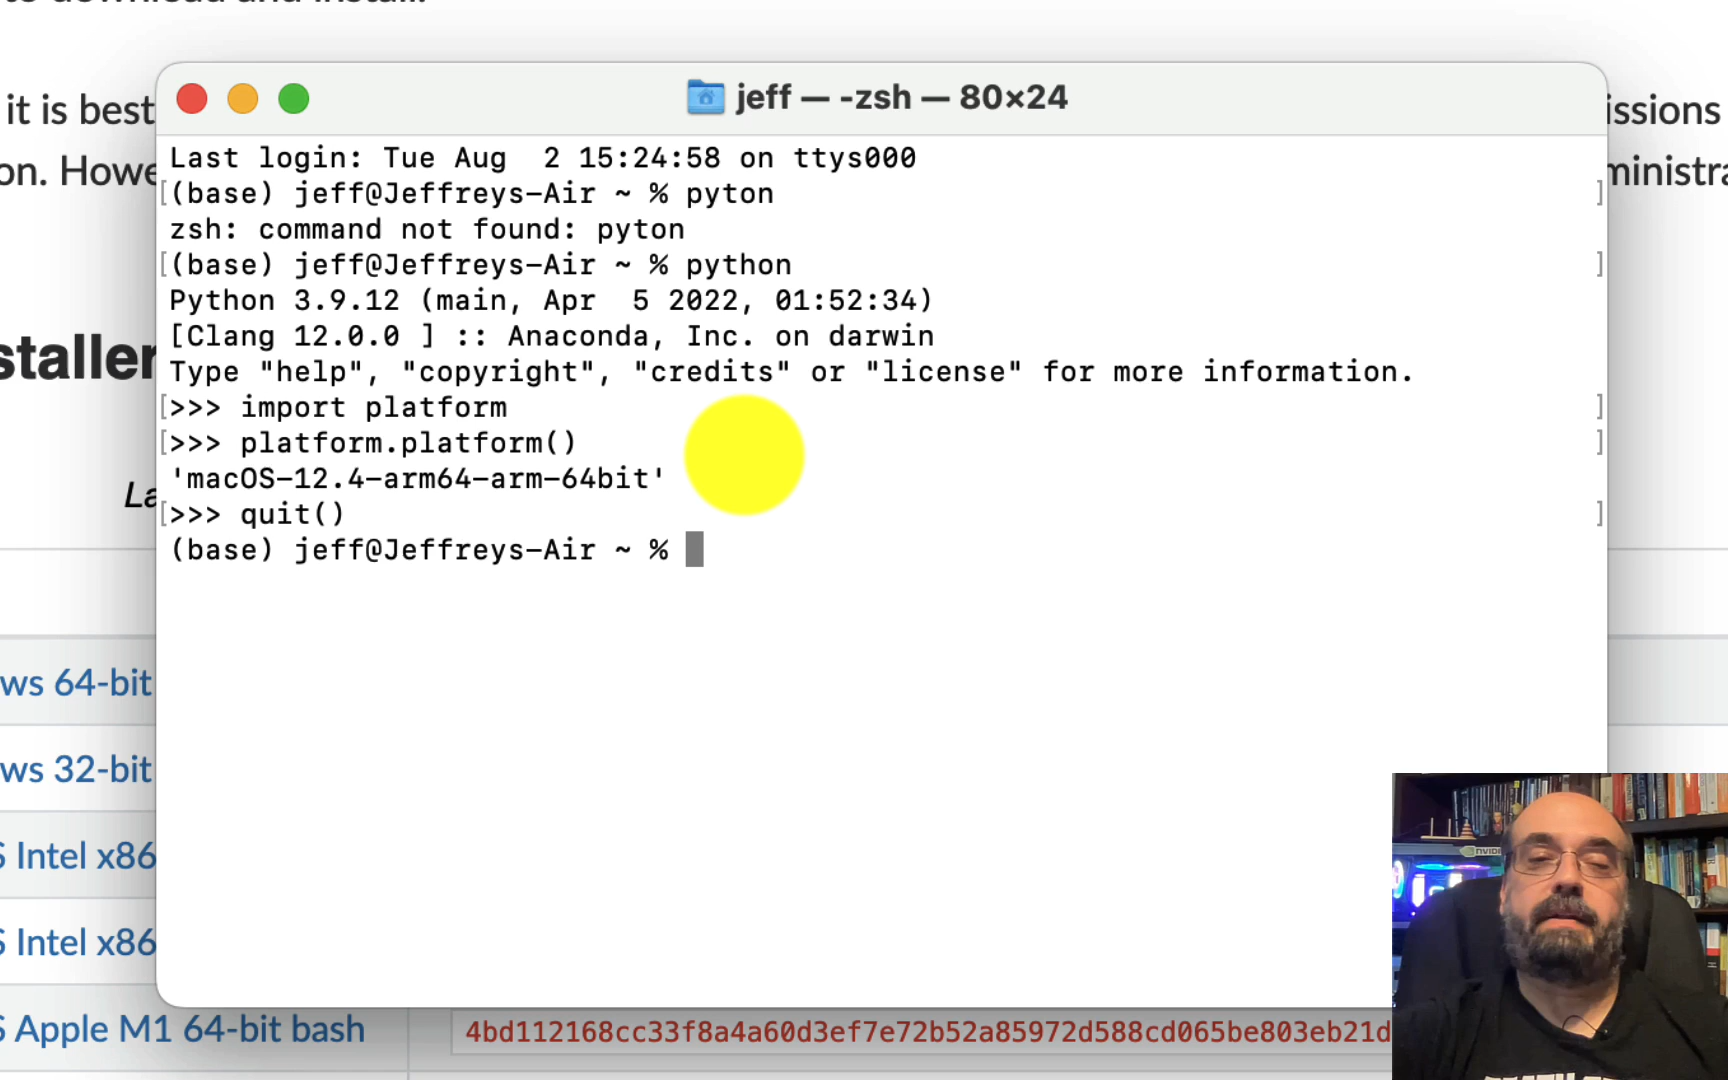 jeff — -zsh — 80×24
it is best
issions
on. Howe
ministra
Last login: Tue Aug  2 15:24:58 on ttys000
[(base) jeff@Jeffreys-Air ~ % pyton ]
zsh: command not found: pyton
[(base) jeff@Jeffreys-Air ~ % python ]
Python 3.9.12 (main, Apr  5 2022, 01:52:34)
[Clang 12.0.0 ] :: Anaconda, Inc. on darwin
Type "help", "copyright", "credits" or "license" for more information.
[>>> import platform ]
[>>> platform.platform() ]
'macOS-12.4-arm64-arm-64bit'
[>>> quit() ]
(base) jeff@Jeffreys-Air ~ %
staller
La
ws 64-bit
ws 32-bit
S Intel x86
S Intel x86
S Apple M1 64-bit bash
4bd112168cc33f8a4a60d3ef7e72b52a85972d588cd065be803eb21d
NVIDI